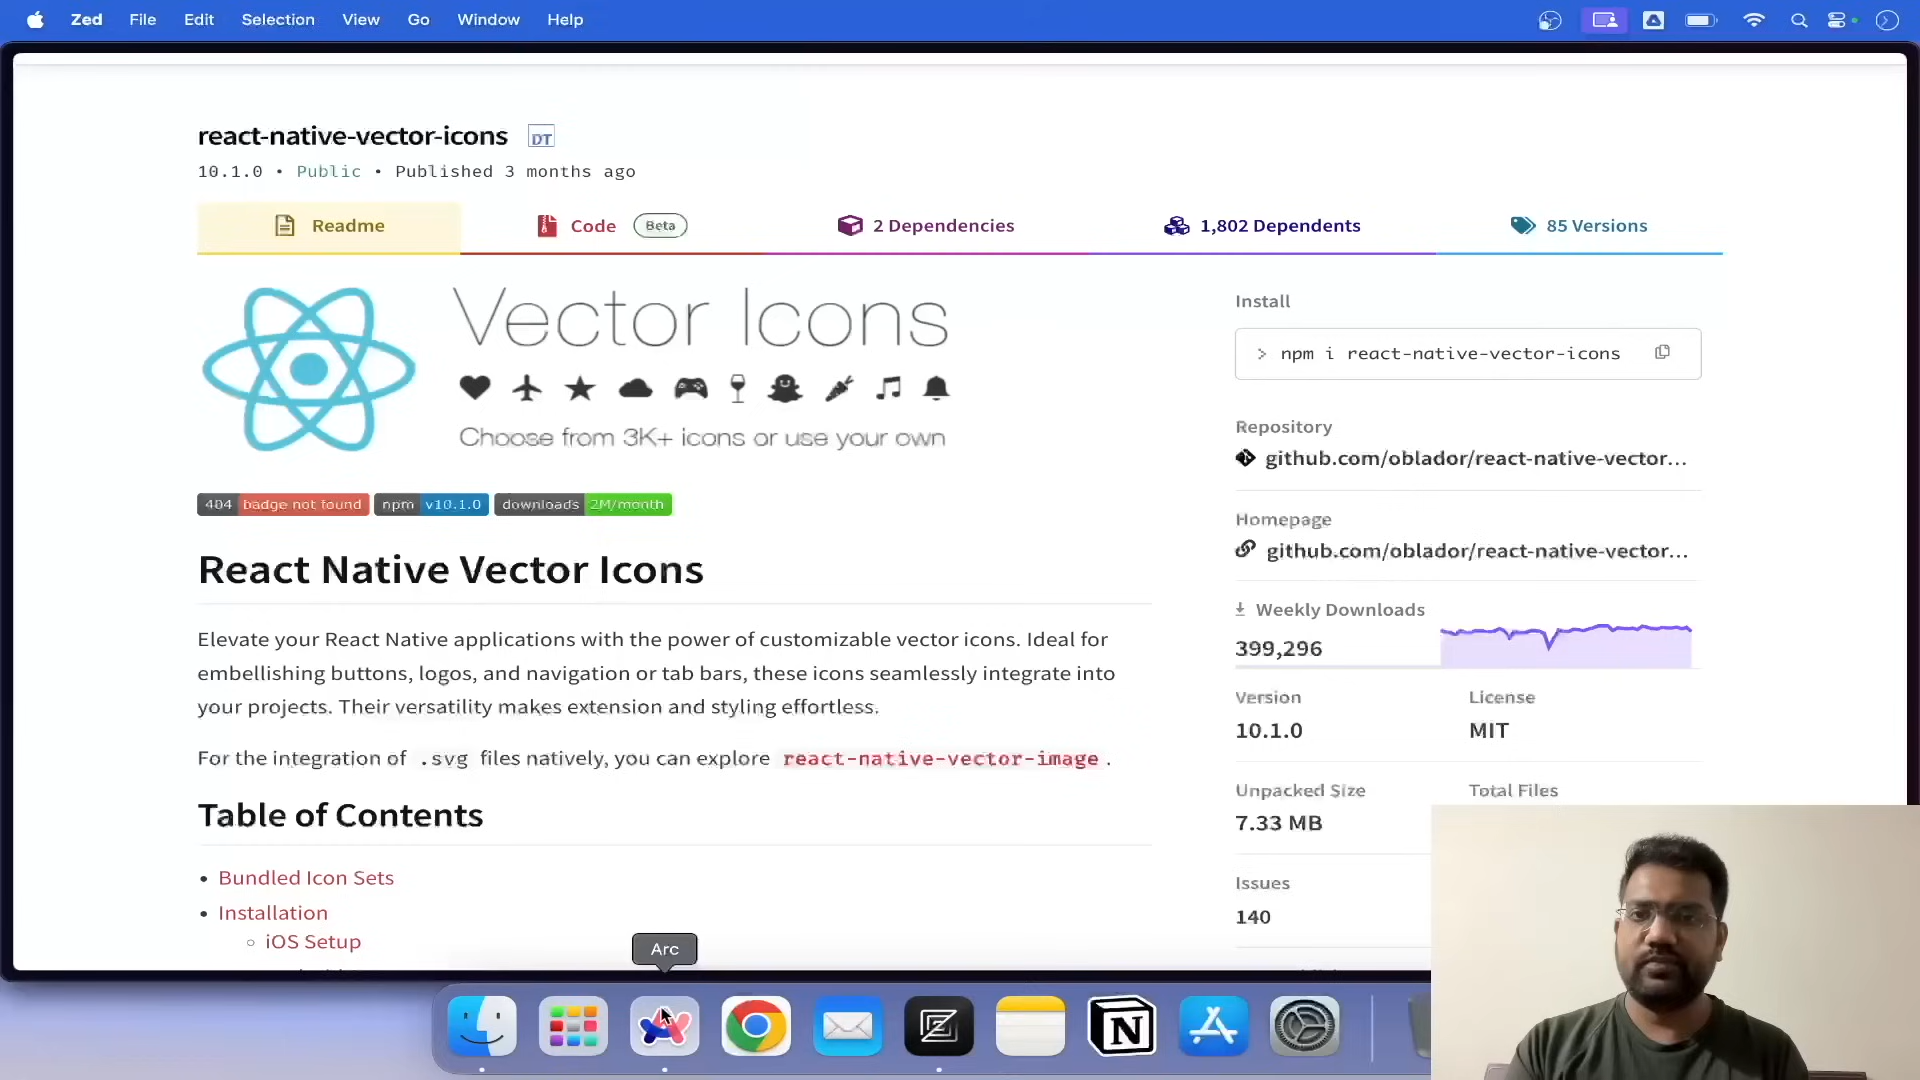 Zed File Edit Selection View Go Window Help
react-native-vector-icons DT
10.1.0 • Public • Published 3 months ago
Readme Code Beta 2 Dependencies 1,802 Dependents 85 Versions
Vector Icons
Choose from 3K+ icons or use your own
404 badge not found npm v10.1.0 downloads 2M/month
React Native Vector Icons
Elevate your React Native applications with the power of customizable vector icons. Ideal for
embellishing buttons, logos, and navigation or tab bars, these icons seamlessly integrate into
your projects. Their versatility makes extension and styling effortless.
For the integration of .svg files natively, you can explore react-native-vector-image .
Table of Contents
• Bundled Icon Sets
• Installation
◦ iOS Setup
Install
> npm i react-native-vector-icons
Repository
github.com/oblador/react-native-vector...
Homepage
github.com/oblador/react-native-vector...
Weekly Downloads
399,296
Version License
10.1.0 MIT
Unpacked Size Total Files
7.33 MB
Issues
140
Arc